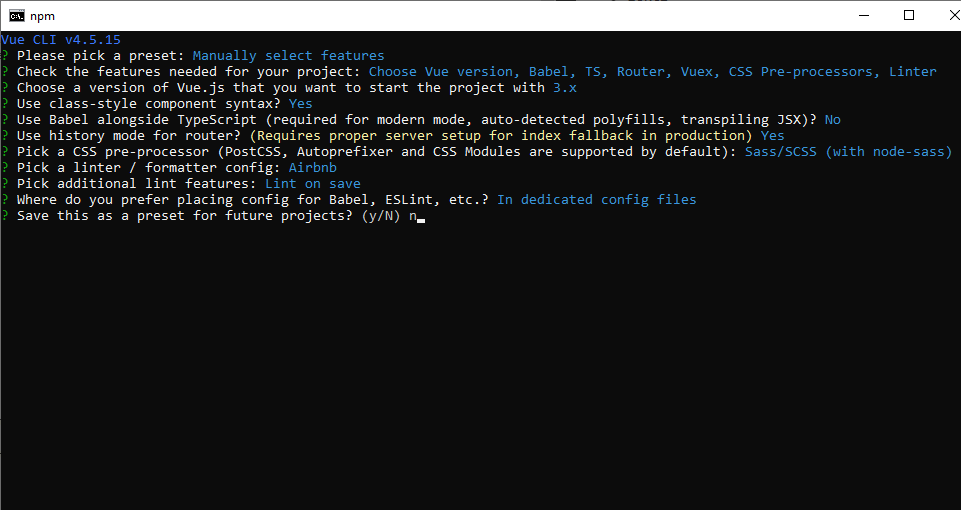 npm
Vue CLI v4.5.15
? Please pick a preset: Manually select features
? Check the features needed for your project: Choose Vue version, Babel, TS, Router, Vuex, CSS Pre-processors, Linter
? Choose a version of Vue.js that you want to start the project with 3.x
? Use class-style component syntax? Yes
? Use Babel alongside TypeScript (required for modern mode, auto-detected polyfills, transpiling JSX)? No
? Use history mode for router? (Requires proper server setup for index fallback in production) Yes
? Pick a CSS pre-processor (PostCSS, Autoprefixer and CSS Modules are supported by default): Sass/SCSS (with node-sass)
? Pick a linter / formatter config: Airbnb
? Pick additional lint features: Lint on save
? Where do you prefer placing config for Babel, ESLint, etc.? In dedicated config files
? Save this as a preset for future projects? (y/N) n